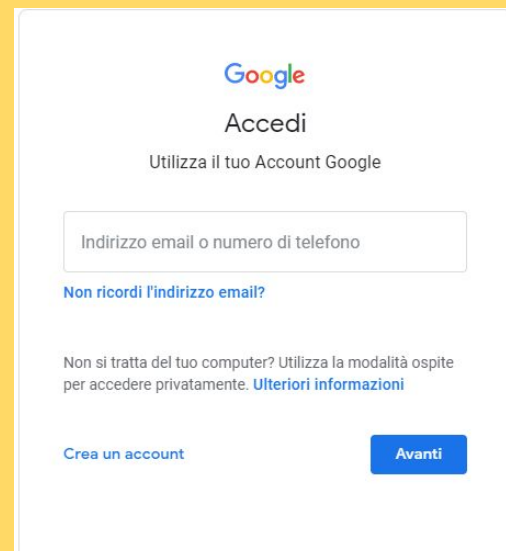 Google
Accedi
Utilizza il tuo Account Google
Indirizzo email o numero di telefono
Non ricordi l'indirizzo email?
Non si tratta del tuo computer? Utilizza la modalità ospite
per accedere privatamente. Ulteriori informazioni
Crea un account
Avanti